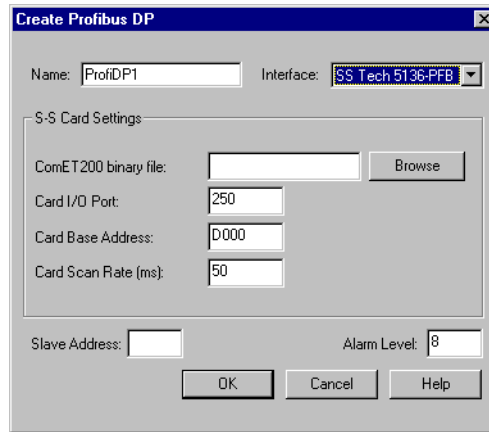 Create Profibus DP
Name: ProfiDP1 Interface: SS Tech 5136-PFB
S-S Card Settings
ComET200 binary file: Browse
Card I/O Port: 250
Card Base Address: D000
Card Scan Rate (ms): 50
Slave Address: Alarm Level: 8
OK Cancel Help